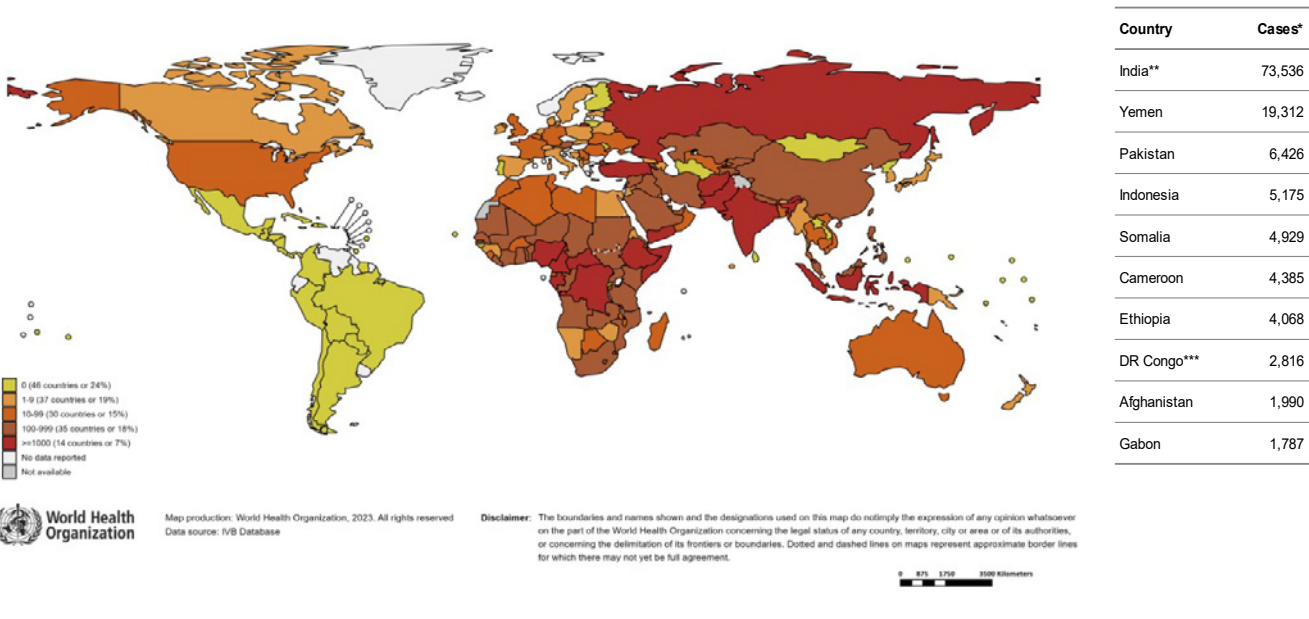 Country Cases*
India** 73,536
Yemen 19,312
Pakistan 6,426
Indonesia 5,175
Somalia 4,929
Cameroon 4,385
Ethiopia 4,068
DR Congo*** 2,816
Afghanistan 1,990
Gabon 1,787
0 (46 countries or 24%)
1-9 (37 countries or 19%)
10-99 (30 countries or 15%)
100-999 (35 countries or 18%)
>=1000 (14 countries or 7%)
No data reported
Not available
World Health
Organization
Map production: World Health Organization, 2023. All rights reserved
Data source: IVB Database
Disclaimer: The boundaries and names shown and the designations used on this map do notimply the expression of any opinion whatsoever
on the part of the World Health Organization concerning the legal status of any country, territory, city or area or of its authorities,
or concerning the delimitation of its frontiers or boundaries. Dotted and dashed lines on maps represent approximate border lines
for which there may not yet be full agreement.
0 875 1750 3500 Kilometers